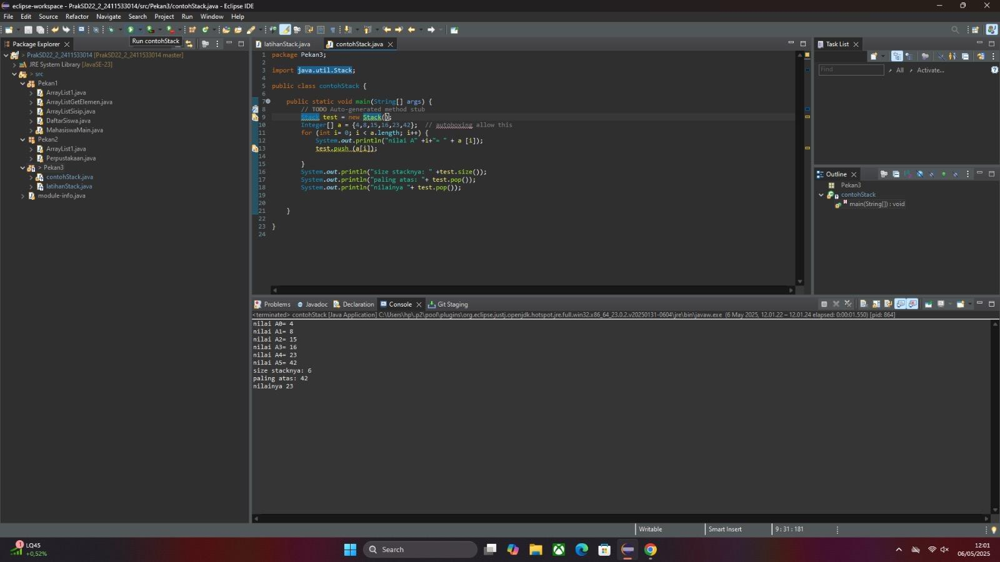 eclipse-workspace - PrakSD22_2_2411533014/src/Pekan3/contohStack.java - Eclipse IDE
File Edit Source Refactor Navigate Search Project Run Window Help
Run contohStack
Package Explorer
PrakSD22_2_2411533014 [PrakSD22_2_2411533014 master]
JRE System Library [JavaSE-23]
src
Pekan1
ArrayList1.java
ArrayListGetElemen.java
ArrayListSisip.java
DaftarSiswa.java
MahasiswaMain.java
Pekan2
ArrayList1.java
Perpustakaan.java
> Pekan3
contohStack.java
latihanStack.java
module-info.java
latihanStack.java contohStack.java
1 package Pekan3;
2
3 import java.util.Stack;
4
5 public class contohStack {
6
7 public static void main(String[] args) {
8 // TODO Auto-generated method stub
9 Stack test = new Stack();
10 Integer[] a = {4,8,15,16,23,42}; // autoboxing allow this
11 for (int i= 0; i < a.length; i++) {
12 System.out.println("nilai A" +i+"= " + a [i]);
13 test.push (a[i]);
14
15 }
16 System.out.println("size stacknya: " +test.size());
17 System.out.println("paling atas: "+ test.pop());
18 System.out.println("nilainya "+ test.pop());
19
20
21 }
22
23 }
24
Task List
Find All Activate...
Outline
Pekan3
contohStack
main(String[]) : void
Problems Javadoc Declaration Console Git Staging
<terminated> contohStack [Java Application] C:\Users\hp\.p2\pool\plugins\org.eclipse.justj.openjdk.hotspot.jre.full.win32.x86_64_23.0.2.v20250131-0604\jre\bin\javaw.exe (6 May 2025, 12.01.22 – 12.01.24 elapsed: 0:00:01.550) [pid: 864]
nilai A0= 4
nilai A1= 8
nilai A2= 15
nilai A3= 16
nilai A4= 23
nilai A5= 42
size stacknya: 6
paling atas: 42
nilainya 23
Writable Smart Insert 9 : 31 : 181
1
LQ45
+0,52%
Search
12:01
06/05/2025